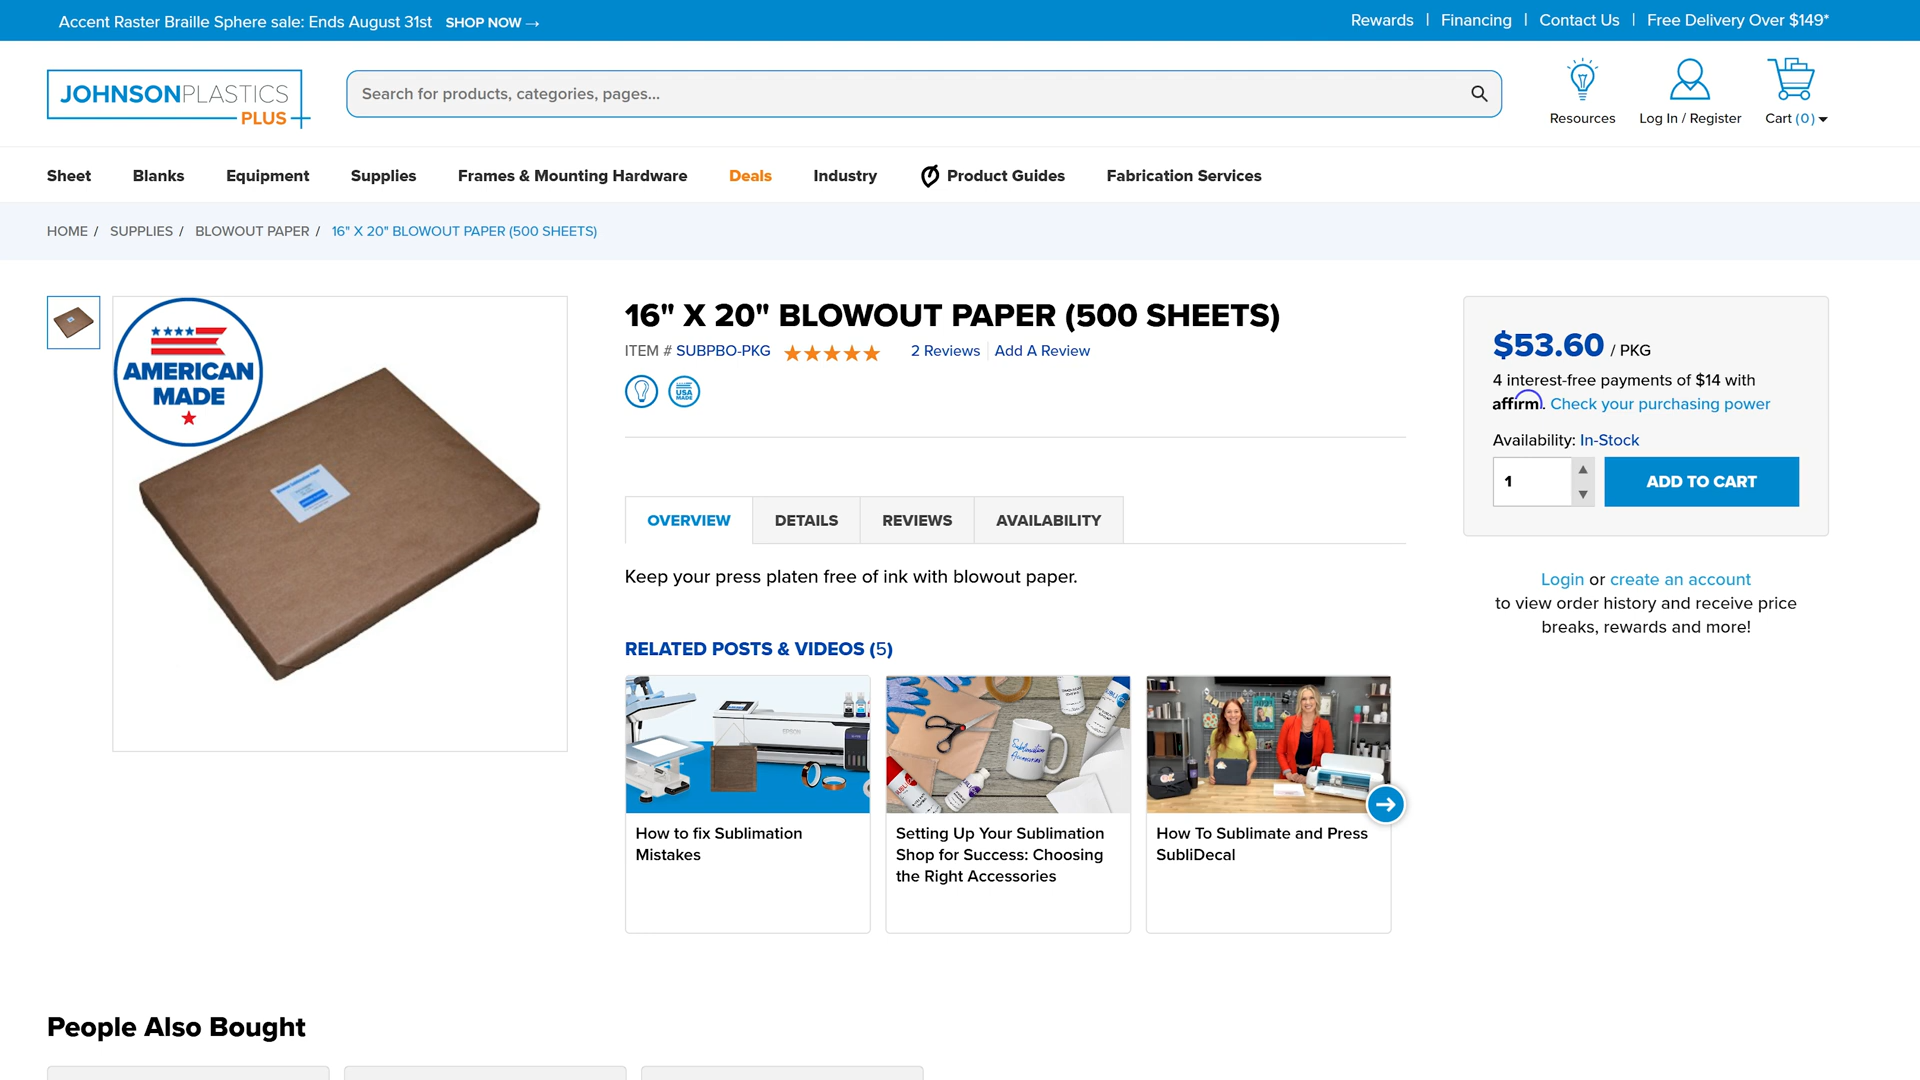 Accent Raster Braille Sphere sale: Ends August 31st SHOP NOW →
Rewards | Financing | Contact Us | Free Delivery Over $149*
JOHNSONPLASTICS
PLUS
Search for products, categories, pages...
Resources
Log In / Register
Cart (0)
Sheet
Blanks
Equipment
Supplies
Frames & Mounting Hardware
Deals
Industry
Product Guides
Fabrication Services
HOME / SUPPLIES / BLOWOUT PAPER / 16" X 20" BLOWOUT PAPER (500 SHEETS)
AMERICAN
MADE
16" X 20" BLOWOUT PAPER (500 SHEETS)
ITEM # SUBPBO-PKG
2 Reviews
Add A Review
USA
MADE
OVERVIEW
DETAILS
REVIEWS
AVAILABILITY
Keep your press platen free of ink with blowout paper.
RELATED POSTS & VIDEOS (5)
EPSON
How to fix Sublimation
Mistakes
Sublimation
Accessories
Setting Up Your Sublimation
Shop for Success: Choosing
the Right Accessories
How To Sublimate and Press
SubliDecal
$53.60 / PKG
4 interest-free payments of $14 with
affirm. Check your purchasing power
Availability: In-Stock
1
ADD TO CART
Login or create an account
to view order history and receive price
breaks, rewards and more!
People Also Bought